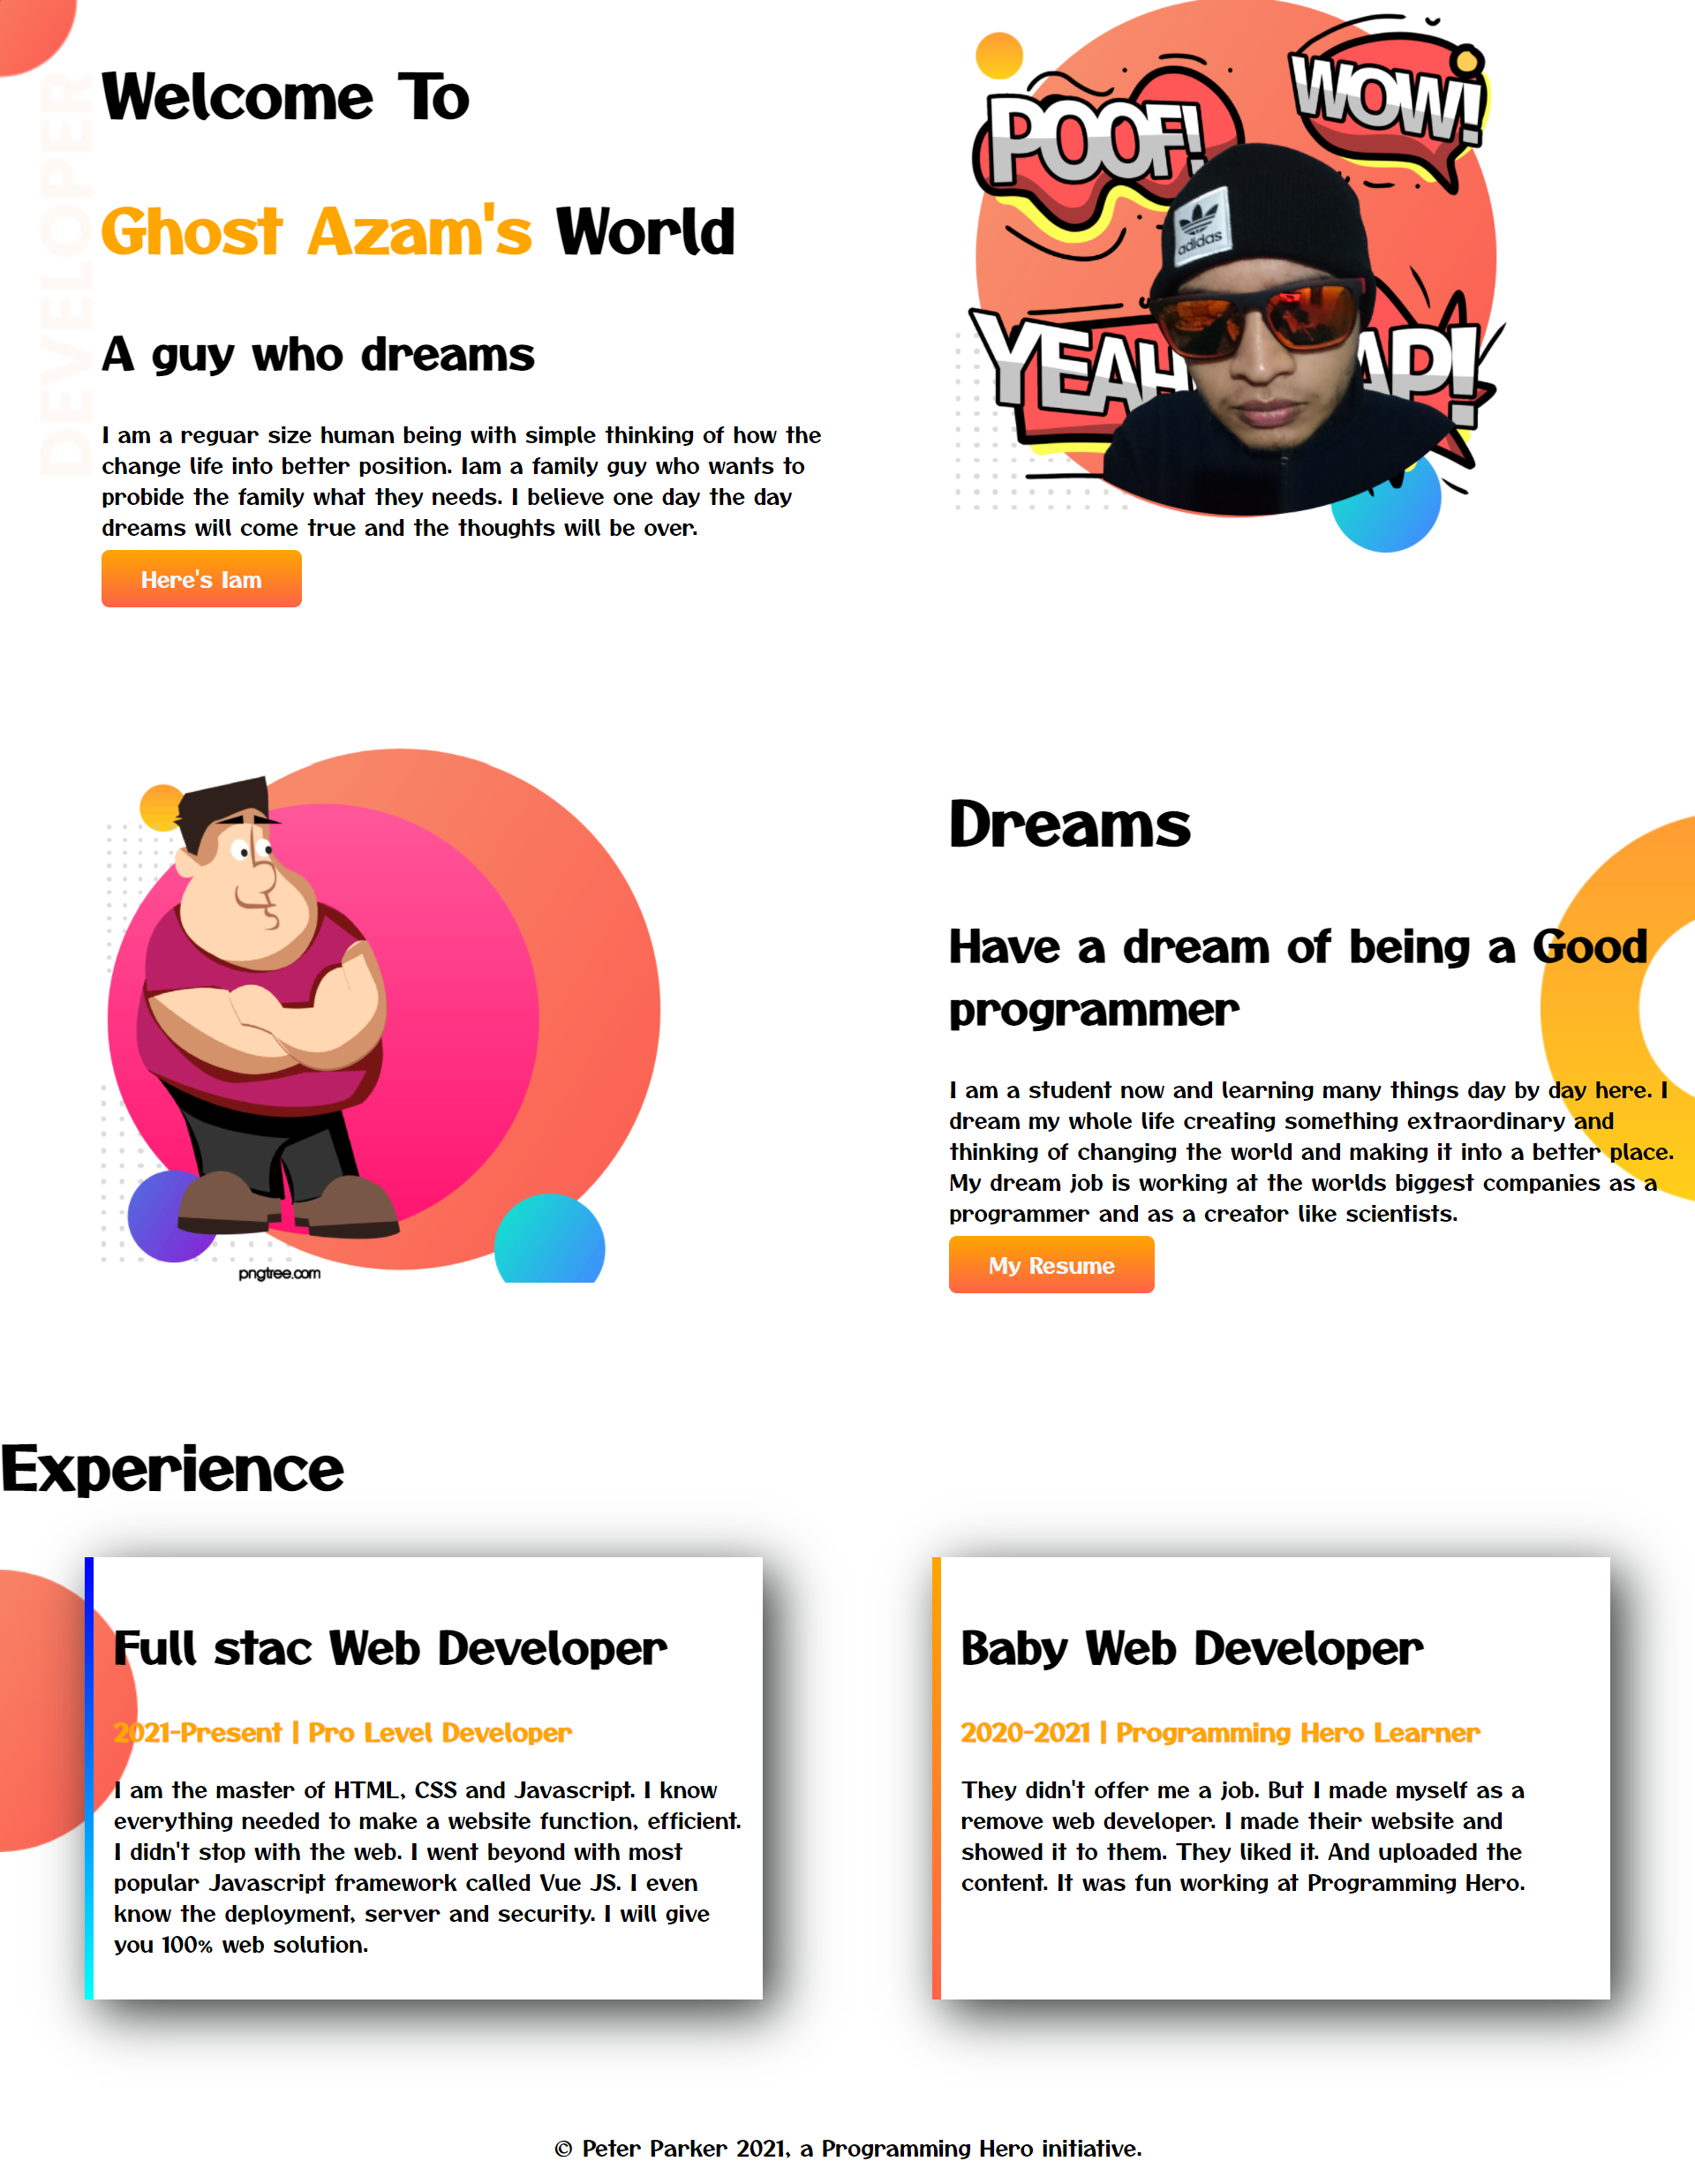 DEVELOPER
Welcome To
Ghost Azam's World
A guy who dreams
I am a reguar size human being with simple thinking of how the
change life into better position. Iam a family guy who wants to
probide the family what they needs. I believe one day the day
dreams will come true and the thoughts will be over.
Here's Iam
POOF!
WOW!
adidas
YEAH
AP!
pngtree.com
Dreams
Have a dream of being a Good
programmer
I am a student now and learning many things day by day here. I
dream my whole life creating something extraordinary and
thinking of changing the world and making it into a better place.
My dream job is working at the worlds biggest companies as a
programmer and as a creator like scientists.
My Resume
Experience
Full stac Web Developer
2021-Present | Pro Level Developer
I am the master of HTML, CSS and Javascript. I know
everything needed to make a website function, efficient.
I didn't stop with the web. I went beyond with most
popular Javascript framework called Vue JS. I even
know the deployment, server and security. I will give
you 100% web solution.
Baby Web Developer
2020-2021 | Programming Hero Learner
They didn't offer me a job. But I made myself as a
remove web developer. I made their website and
showed it to them. They liked it. And uploaded the
content. It was fun working at Programming Hero.
© Peter Parker 2021, a Programming Hero initiative.